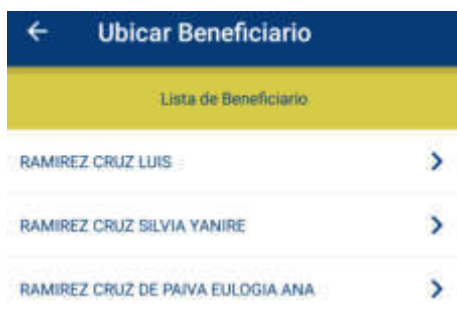 Ubicar Beneficiario
Lista de Beneficiario
RAMIREZ CRUZ LUIS
RAMIREZ CRUZ SILVIA YANIRE
RAMIREZ CRUZ DE PAIVA EULOGIA ANA